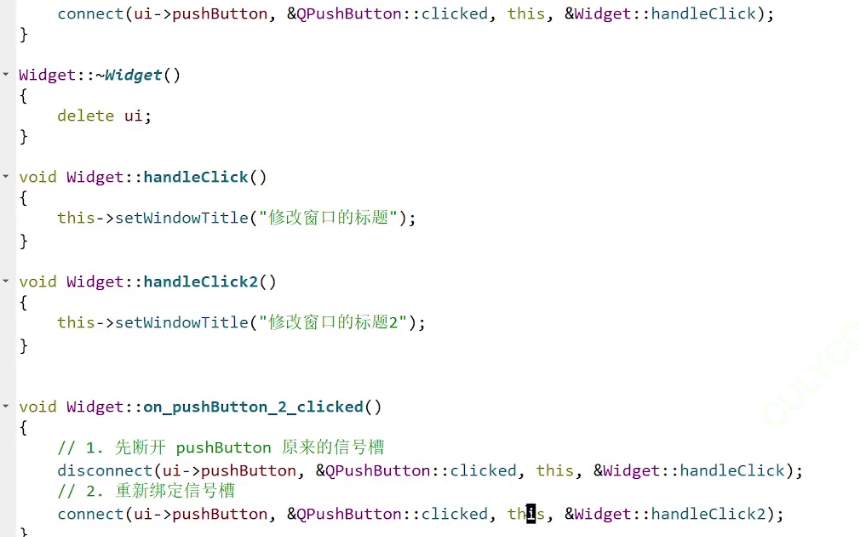 connect(ui->pushButton, &QPushButton::clicked, this, &Widget::handleClick);
}
Widget::~Widget()
{
delete ui;
}
void Widget::handleClick()
{
this->setWindowTitle("修改窗口的标题");
}
void Widget::handleClick2()
{
this->setWindowTitle("修改窗口的标题2");
}
void Widget::on_pushButton_2_clicked()
{
// 1. 先断开 pushButton 原来的信号槽
disconnect(ui->pushButton, &QPushButton::clicked, this, &Widget::handleClick);
// 2. 重新绑定信号槽
connect(ui->pushButton, &QPushButton::clicked, this, &Widget::handleClick2);
}